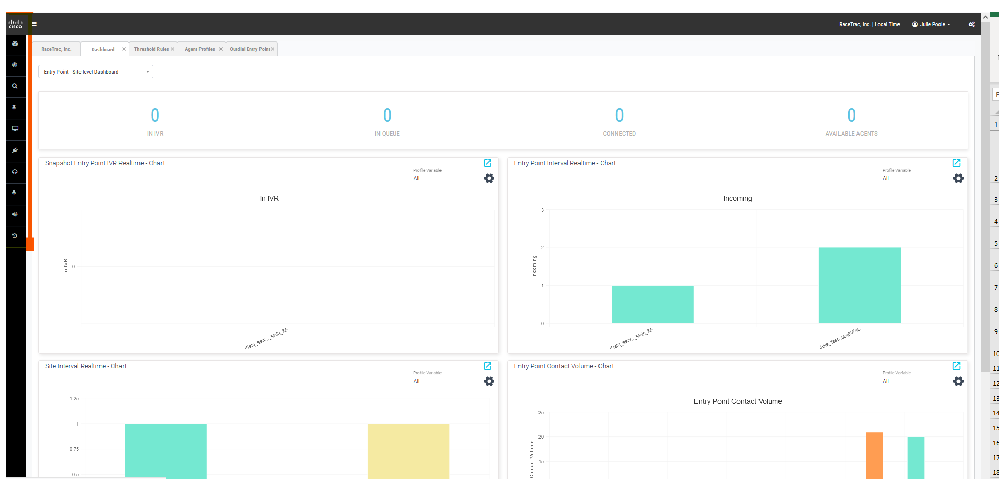 CISCO
RaceTrac, Inc. | Local Time
Julie Poole
RaceTrac, Inc.
Dashboard
Threshold Rules
Agent Profiles
Outdial Entry Point
Entry Point - Site level Dashboard
0
IN IVR
0
IN QUEUE
0
CONNECTED
0
AVAILABLE AGENTS
Snapshot Entry Point IVR Realtime - Chart
Profile Variable
All
In IVR
In IVR
0
Field_Serv..._Main_EP
Entry Point Interval Realtime - Chart
Profile Variable
All
Incoming
Incoming
3
2
1
0
Field_Serv..._Main_EP
Julie_Test..02400746
Site Interval Realtime - Chart
Profile Variable
All
1.25
1
0.75
0.5
Entry Point Contact Volume - Chart
Profile Variable
All
Entry Point Contact Volume
Contact Volume
25
20
15
1
2
3
4
5
6
7
8
9
10
11
12
13
14
15
16
17
18